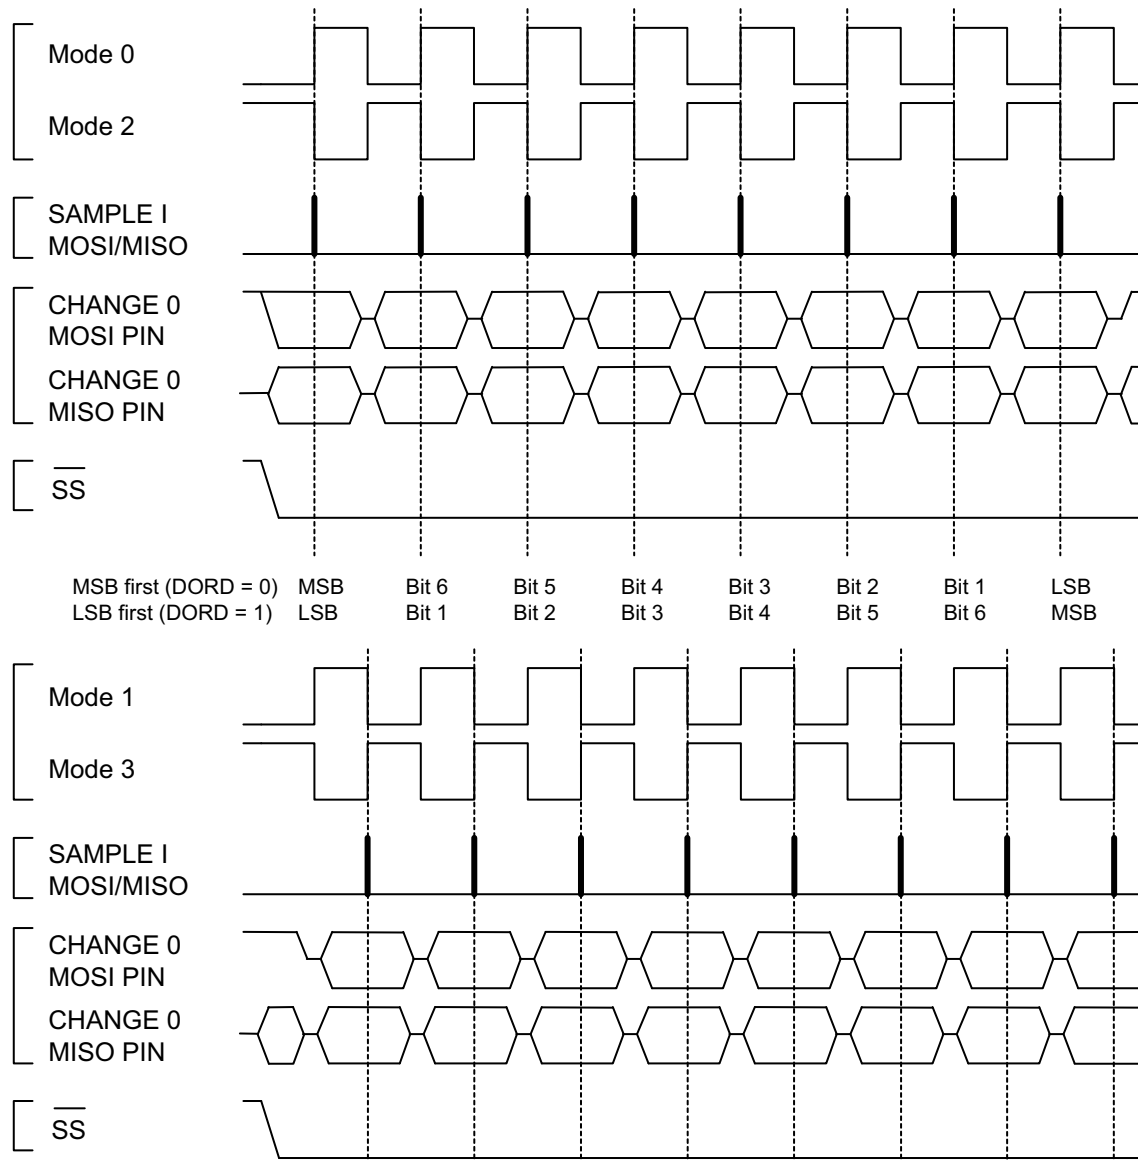 Mode 0
Mode 2
SAMPLE I
MOSI/MISO
CHANGE 0
MOSI PIN
CHANGE 0
MISO PIN
SS
MSB first (DORD = 0) MSB Bit 6 Bit 5 Bit 4 Bit 3 Bit 2 Bit 1 LSB
LSB first (DORD = 1) LSB Bit 1 Bit 2 Bit 3 Bit 4 Bit 5 Bit 6 MSB
Mode 1
Mode 3
SAMPLE I
MOSI/MISO
CHANGE 0
MOSI PIN
CHANGE 0
MISO PIN
SS